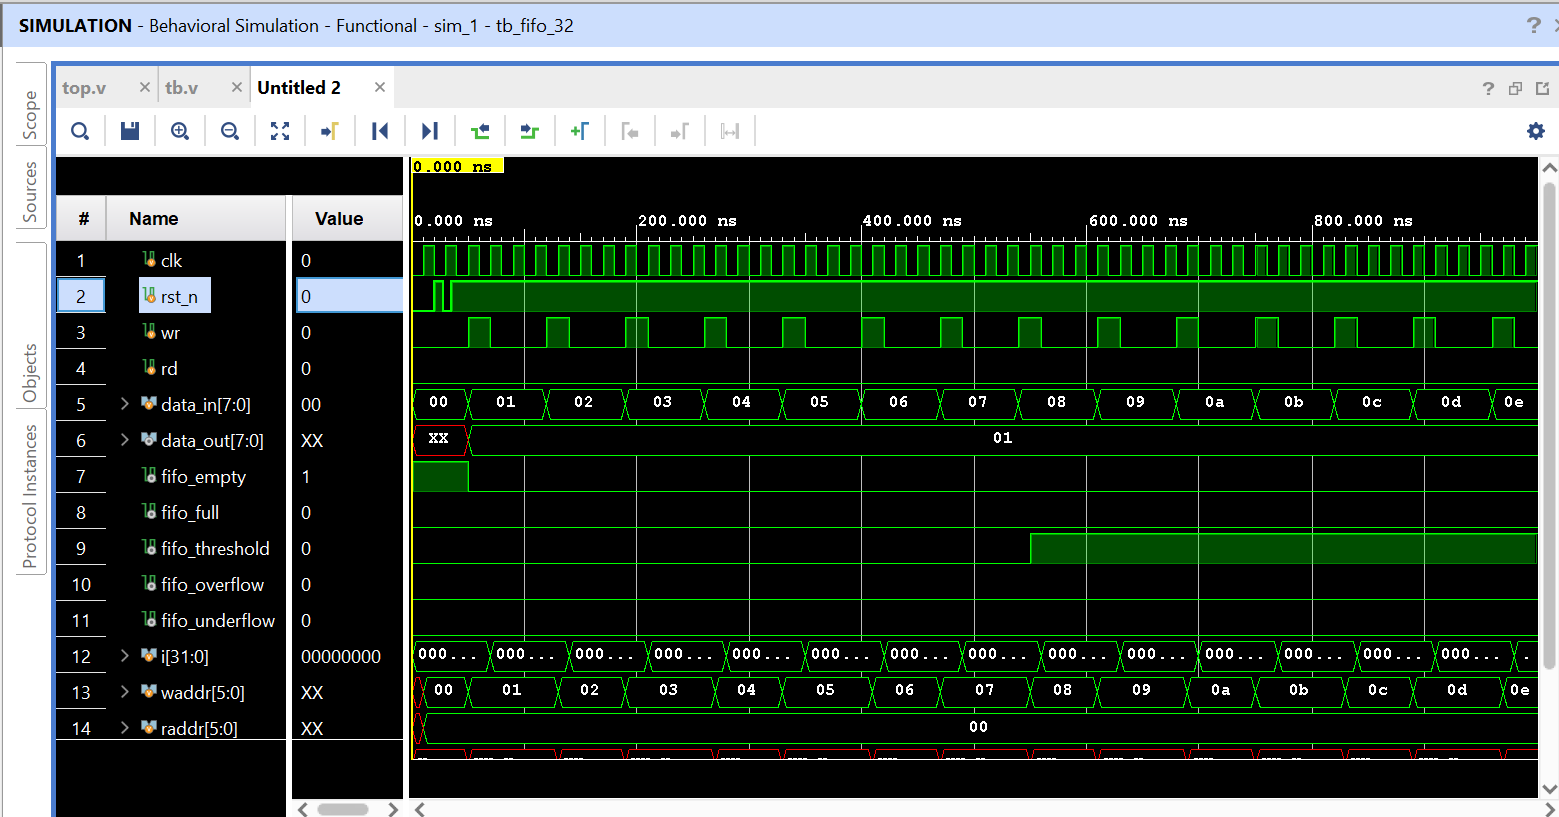 SIMULATION - Behavioral Simulation - Functional - sim_1 - tb_fifo_32 ?
Scope
Sources
Objects
Protocol Instances
top.v × tb.v × Untitled 2 × ?
0.000 ns
# Name Value
0.000 ns 200.000 ns 400.000 ns 600.000 ns 800.000 ns
1 clk 0
2 rst_n 0
3 wr 0
4 rd 0
5 data_in[7:0] 00 00 01 02 03 04 05 06 07 08 09 0a 0b 0c 0d 0e
6 data_out[7:0] XX XX 01
7 fifo_empty 1
8 fifo_full 0
9 fifo_threshold 0
10 fifo_overflow 0
11 fifo_underflow 0
12 i[31:0] 00000000 000... 000... 000... 000... 000... 000... 000... 000... 000... 000... 000... 000... 000... 000... .
13 waddr[5:0] XX 00 01 02 03 04 05 06 07 08 09 0a 0b 0c 0d 0e
14 raddr[5:0] XX 00